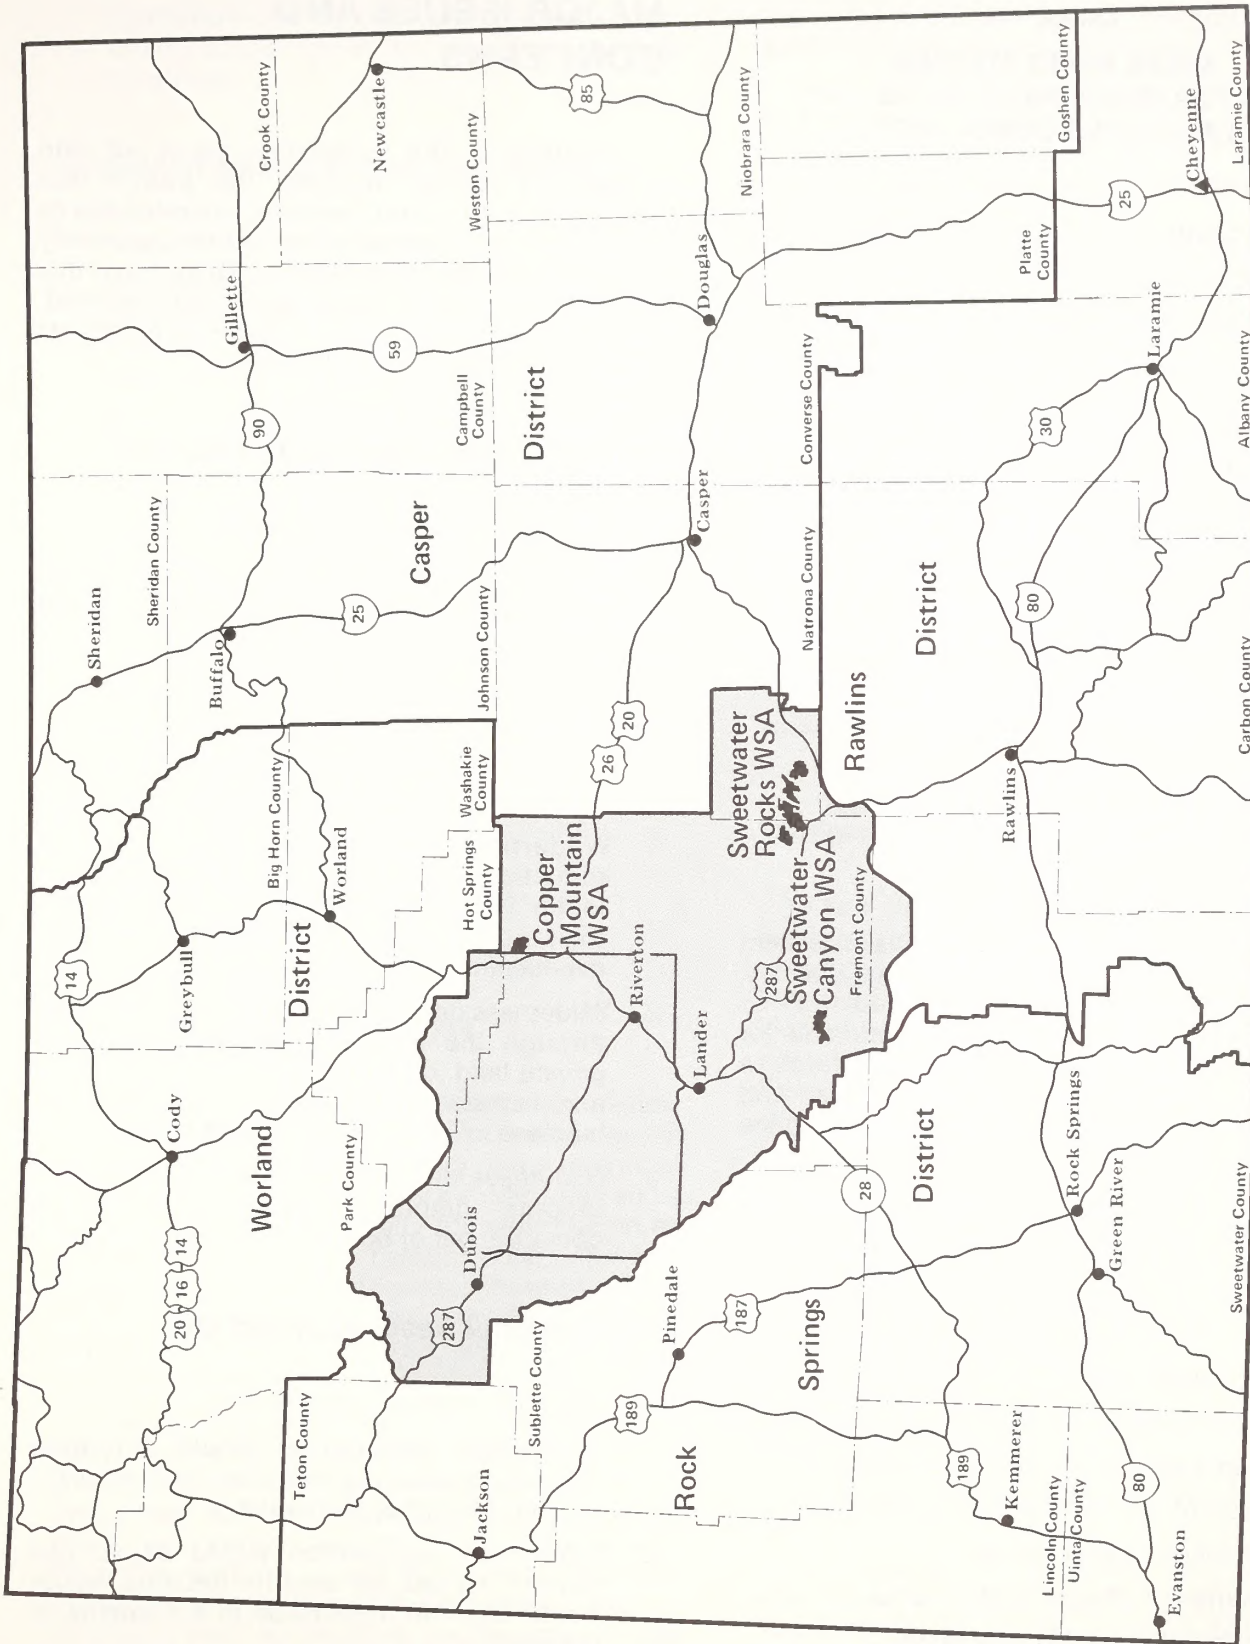 Teton County
Jackson
Sublette County
287
Dubois
20
16
14
Cody
Worland
District
Park County
14
Greybull
Worland
Big Horn County
Hot Springs
County
Washakie
County
Sheridan
Sheridan County
Buffalo
25
90
Gillette
Johnson County
Casper
District
Campbell
County
59
Crook County
Newcastle
Weston County
85
Niobrara County
Douglas
Converse County
Casper
Natrona County
20
26
Copper
Mountain
WSA
Riverton
Lander
287
Sweetwater
Rocks WSA
Sweetwater
Canyon WSA
Fremont County
Pinedale
187
189
Rock
Springs
District
28
189
Kemmerer
Lincoln County
Uinta County
80
Evanston
Green River
Rock Springs
Sweetwater County
Rawlins
District
Rawlins
80
30
Carbon County
Laramie
Albany County
Platte
County
25
Goshen County
Cheyenne
Laramie County